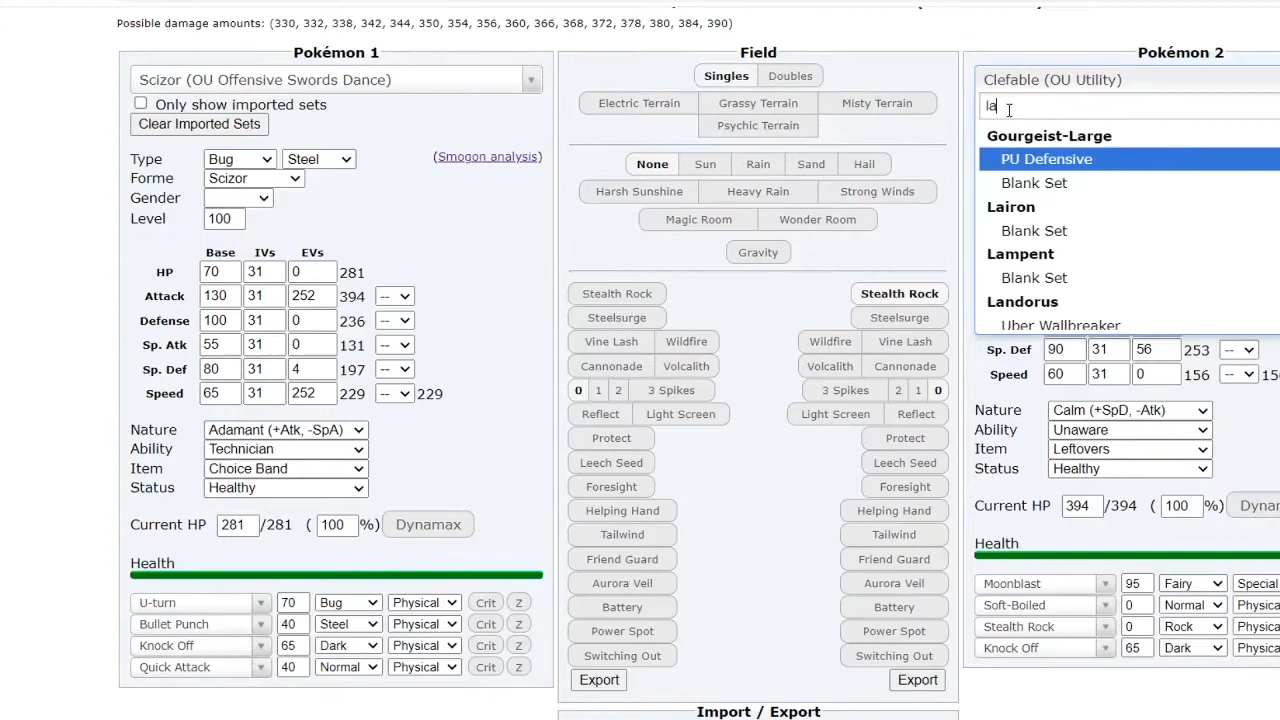 Possible damage amounts: (330, 332, 338, 342, 344, 350, 354, 356, 360, 366, 368, 372, 378, 380, 384, 390)
Pokémon 1
Scizor (OU Offensive Swords Dance)
Only show imported sets
Clear Imported Sets
Type Bug Steel (Smogon analysis)
Forme Scizor
Gender
Level 100
Base IVs EVs
HP 70 31 0 281
Attack 130 31 252 394 --
Defense 100 31 0 236 --
Sp. Atk 55 31 0 131 --
Sp. Def 80 31 4 197 --
Speed 65 31 252 229 -- 229
Nature Adamant (+Atk, -SpA)
Ability Technician
Item Choice Band
Status Healthy
Current HP 281 /281 ( 100 %) Dynamax
Health
U-turn 70 Bug Physical Crit Z
Bullet Punch 40 Steel Physical Crit Z
Knock Off 65 Dark Physical Crit Z
Quick Attack 40 Normal Physical Crit Z
Field
Singles Doubles
Electric Terrain Grassy Terrain Misty Terrain
Psychic Terrain
None Sun Rain Sand Hail
Harsh Sunshine Heavy Rain Strong Winds
Magic Room Wonder Room
Gravity
Stealth Rock Stealth Rock
Steelsurge Steelsurge
Vine Lash Wildfire Wildfire Vine Lash
Cannonade Volcalith Volcalith Cannonade
0 1 2 3 Spikes 3 Spikes 2 1 0
Reflect Light Screen Light Screen Reflect
Protect Protect
Leech Seed Leech Seed
Foresight Foresight
Helping Hand Helping Hand
Tailwind Tailwind
Friend Guard Friend Guard
Aurora Veil Aurora Veil
Battery Battery
Power Spot Power Spot
Switching Out Switching Out
Export Export
Import / Export
Pokémon 2
Clefable (OU Utility)
la
Gourgeist-Large
PU Defensive
Blank Set
Lairon
Blank Set
Lampent
Blank Set
Landorus
Uber Wallbreaker
Sp. Def 90 31 56 253 --
Speed 60 31 0 156 -- 15
Nature Calm (+SpD, -Atk)
Ability Unaware
Item Leftovers
Status Healthy
Current HP 394 /394 ( 100 %) Dynan
Health
Moonblast 95 Fairy Special
Soft-Boiled 0 Normal Physica
Stealth Rock 0 Rock Physica
Knock Off 65 Dark Physica